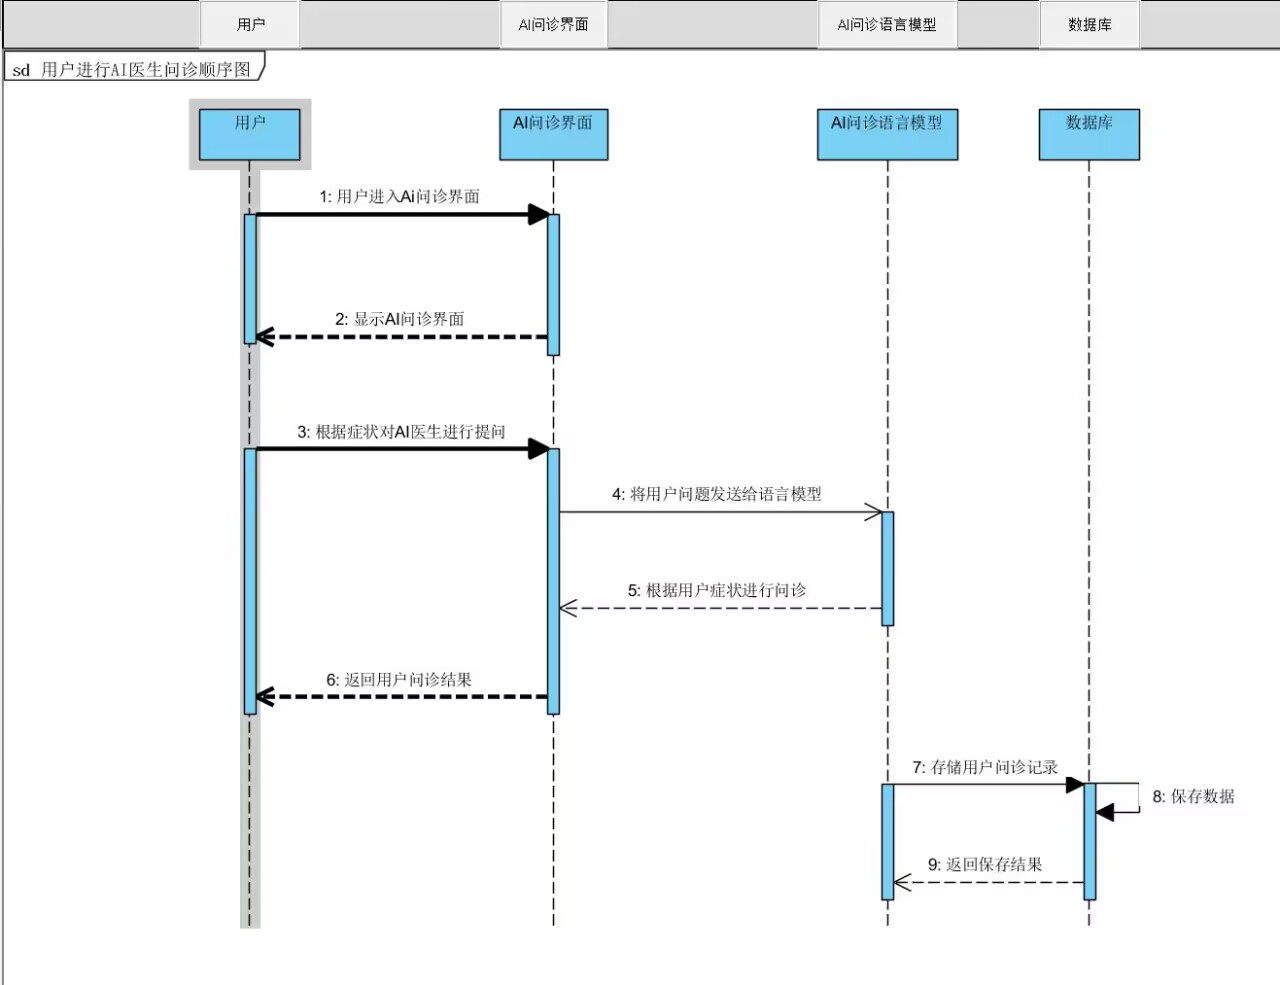 用户
AI问诊界面
AI问诊语言模型
数据库
sd 用户进行AI医生问诊顺序图
用户
AI问诊界面
AI问诊语言模型
数据库
1: 用户进入Ai问诊界面
2: 显示AI问诊界面
3: 根据症状对AI医生进行提问
4: 将用户问题发送给语言模型
5: 根据用户症状进行问诊
6: 返回用户问诊结果
7: 存储用户问诊记录
8: 保存数据
9: 返回保存结果